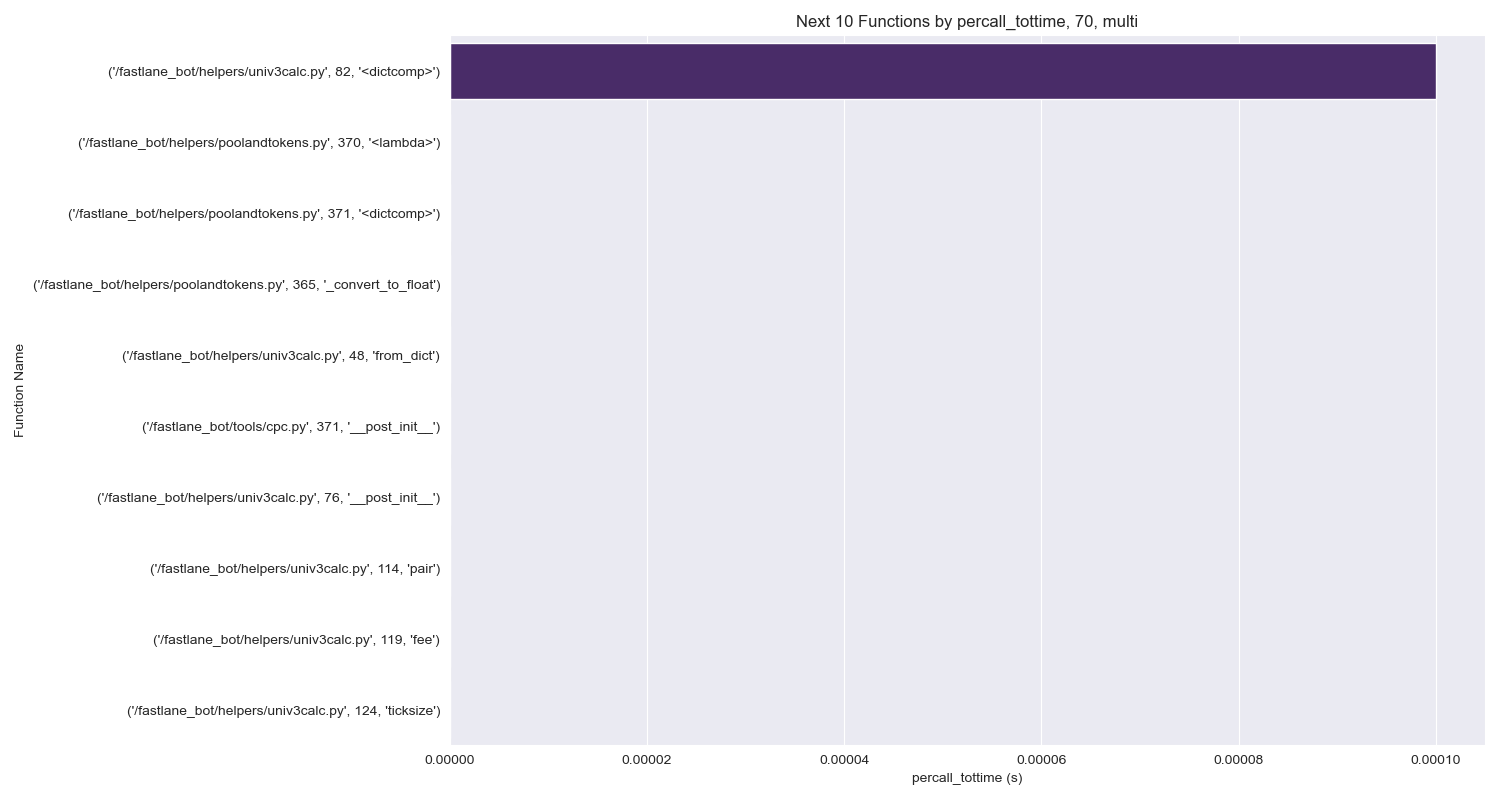 Next 10 Functions by percall_tottime, 70, multi
('/fastlane_bot/helpers/univ3calc.py', 82, '<dictcomp>')
('/fastlane_bot/helpers/poolandtokens.py', 370, '<lambda>')
('/fastlane_bot/helpers/poolandtokens.py', 371, '<dictcomp>')
('/fastlane_bot/helpers/poolandtokens.py', 365, '_convert_to_float')
('/fastlane_bot/helpers/univ3calc.py', 48, 'from_dict')
('/fastlane_bot/tools/cpc.py', 371, '__post_init__')
('/fastlane_bot/helpers/univ3calc.py', 76, '__post_init__')
('/fastlane_bot/helpers/univ3calc.py', 114, 'pair')
('/fastlane_bot/helpers/univ3calc.py', 119, 'fee')
('/fastlane_bot/helpers/univ3calc.py', 124, 'ticksize')
Function Name
0.00000 0.00002 0.00004 0.00006 0.00008 0.00010
percall_tottime (s)